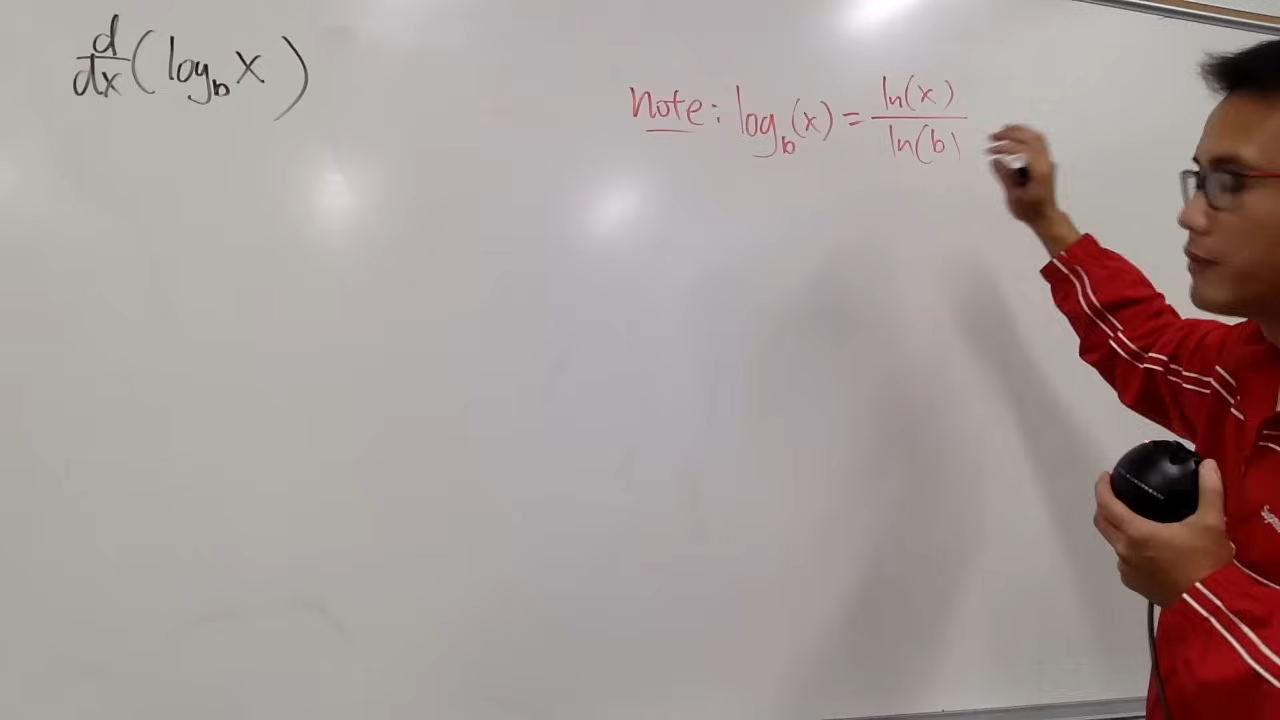 d/dx (log_b x)
Note: log_b(x) = ln(x)/ln(b)